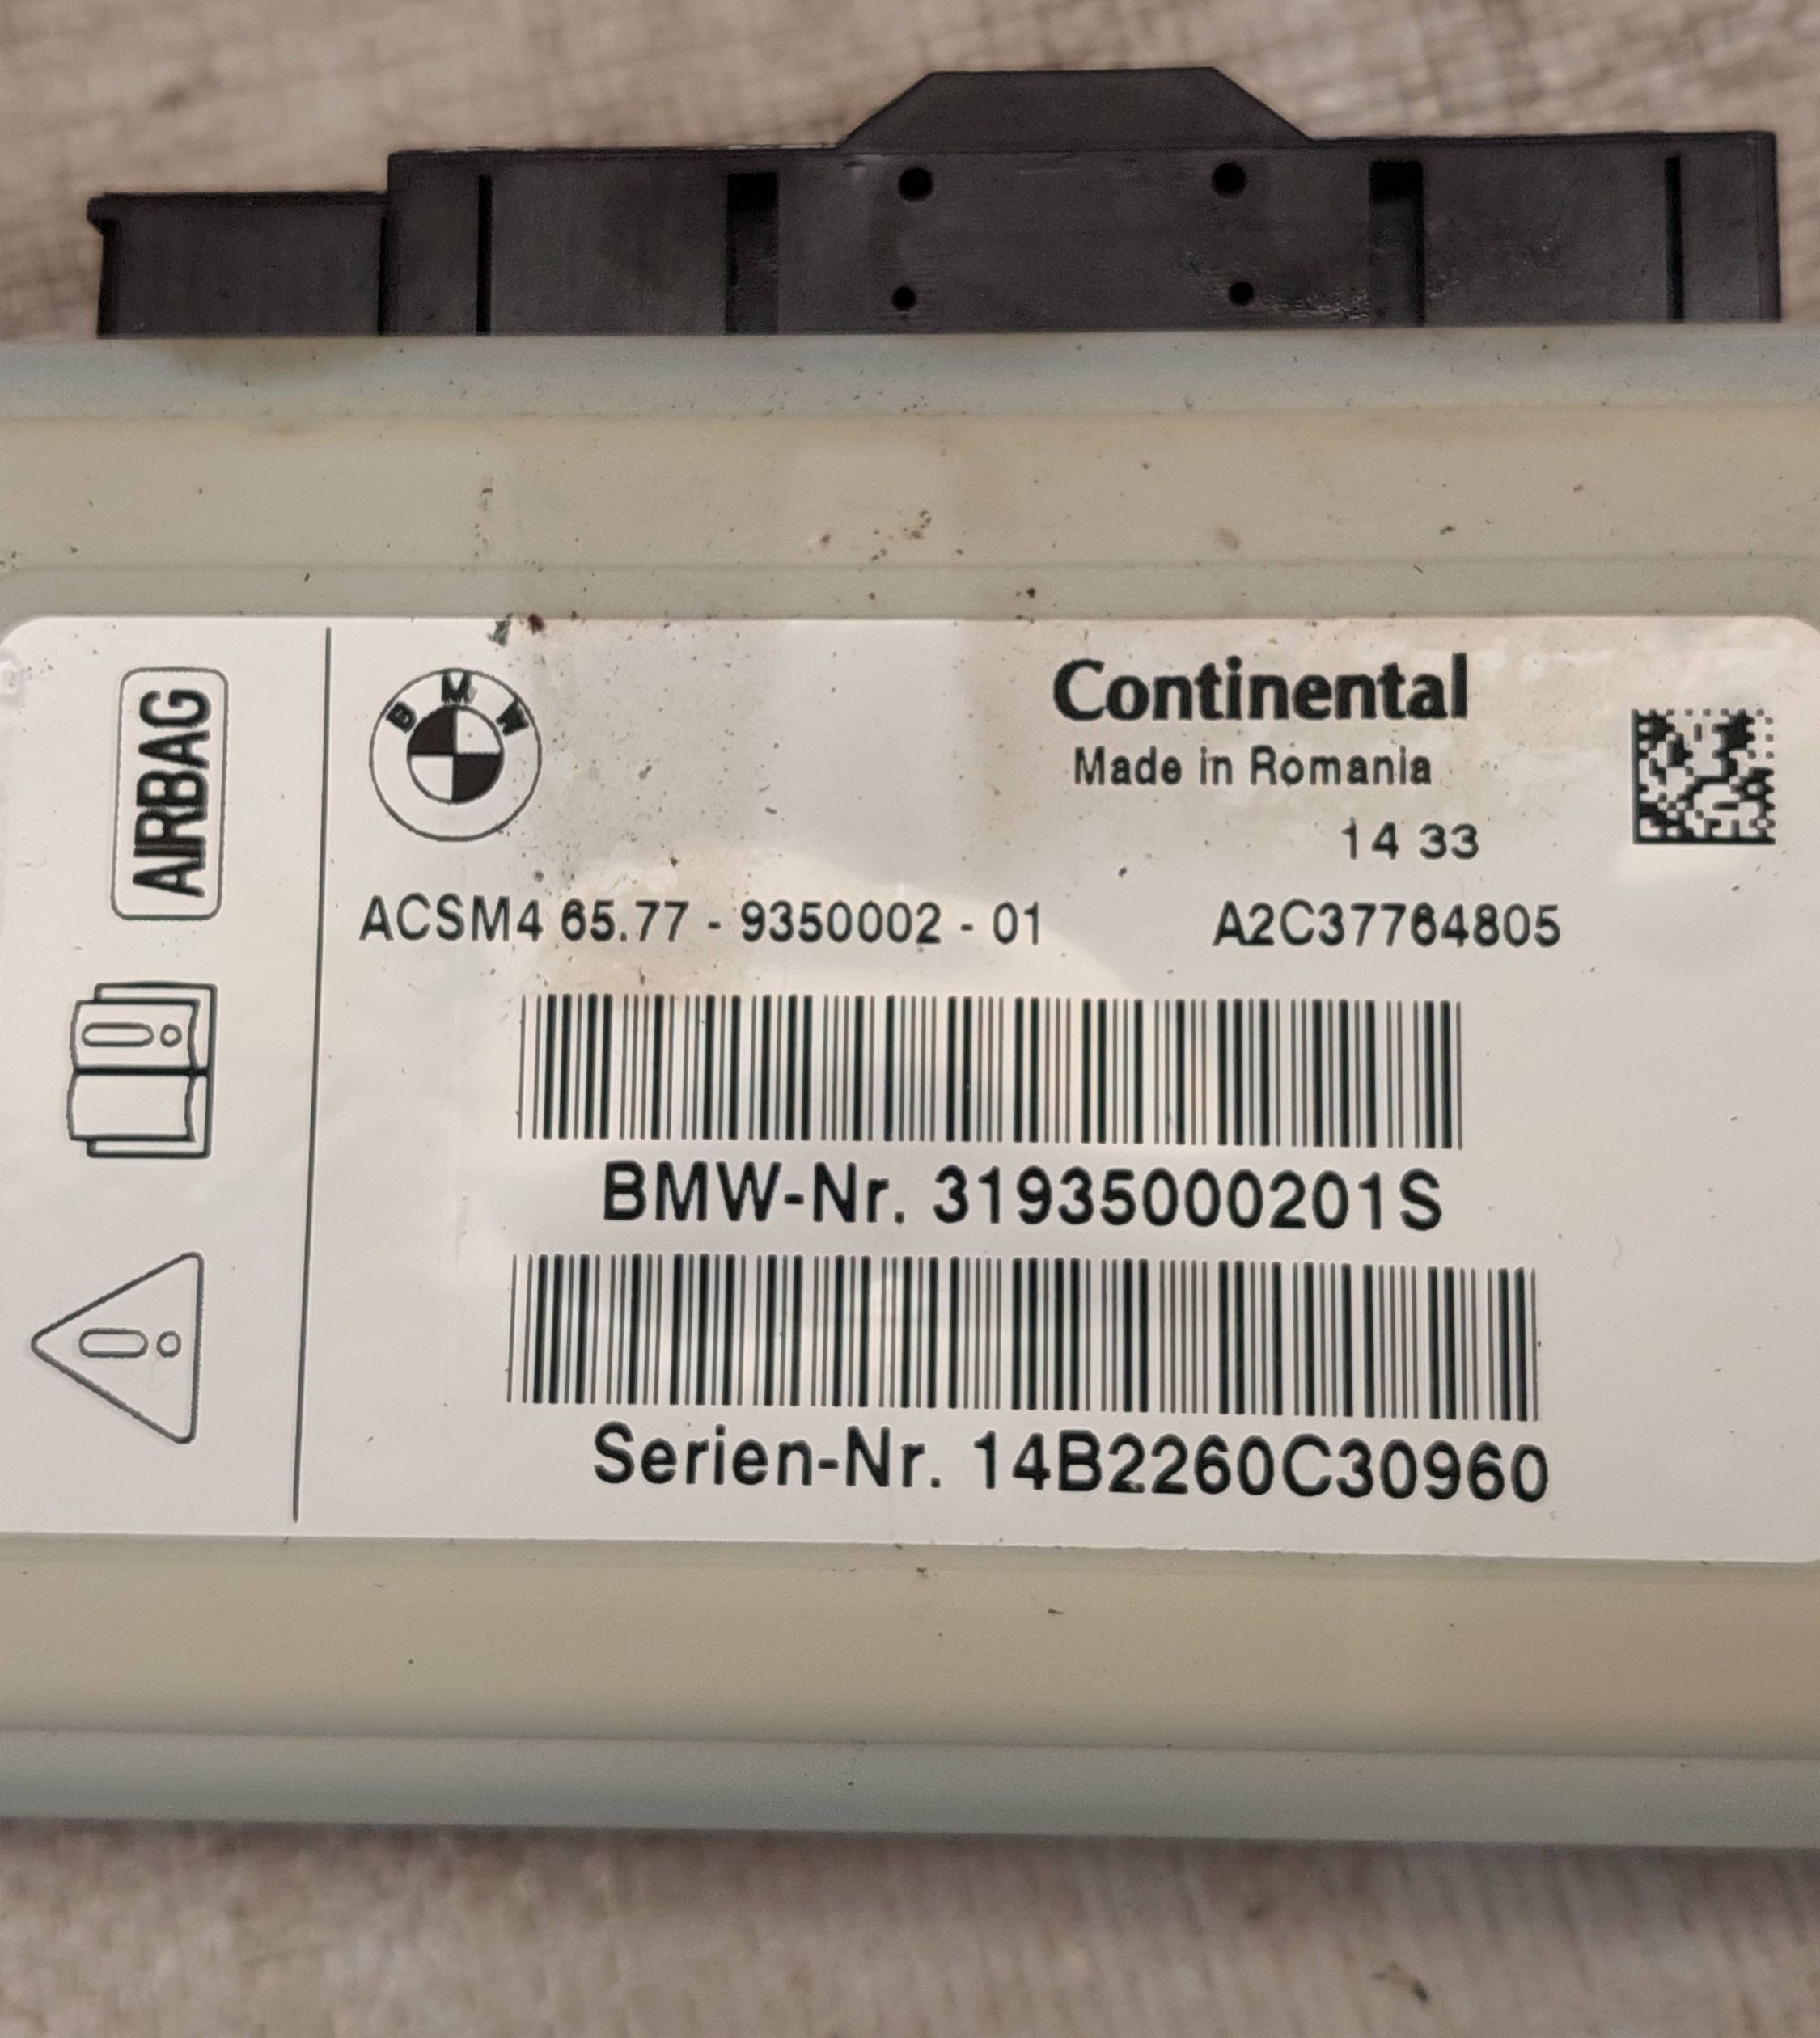 AIRBAG
BMW
Continental
Made in Romania
14 33
ACSM4 65.77 - 9350002 - 01 A2C37764805
BMW-Nr. 31935000201S
Serien-Nr. 14B2260C30960